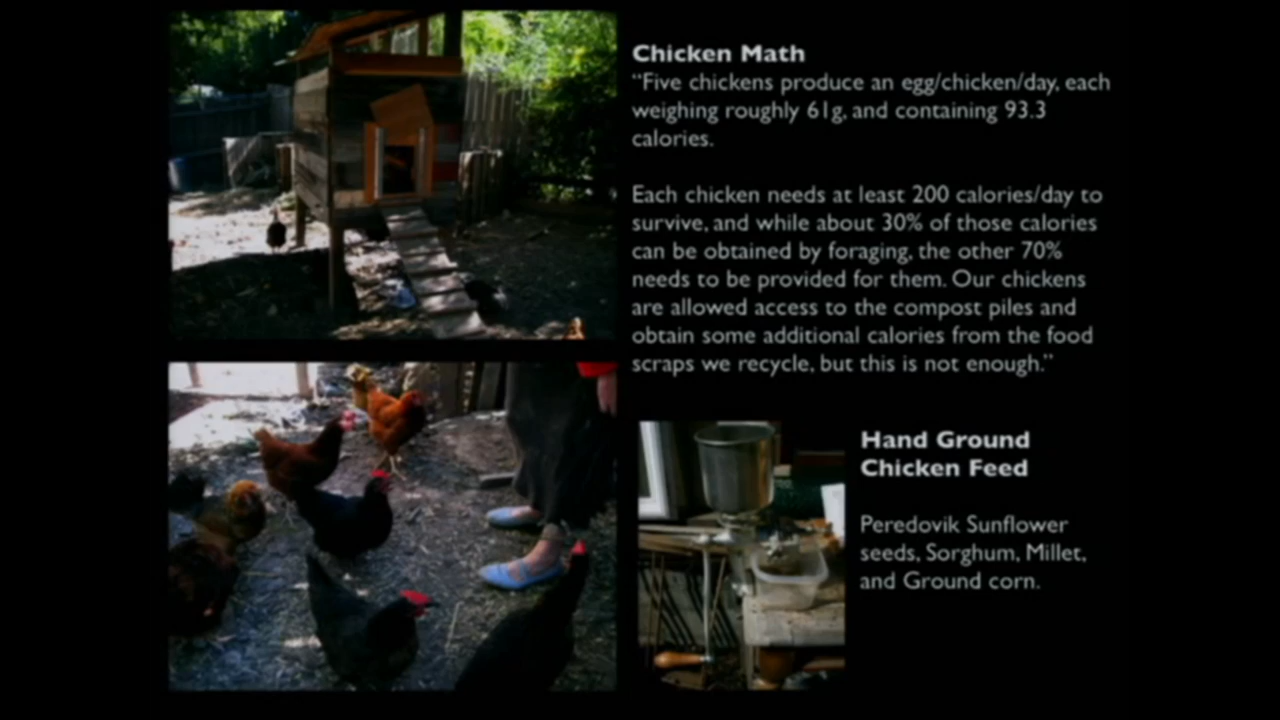 Chicken Math
“Five chickens produce an egg/chicken/day, each
weighing roughly 61g, and containing 93.3
calories.
Each chicken needs at least 200 calories/day to
survive, and while about 30% of those calories
can be obtained by foraging, the other 70%
needs to be provided for them. Our chickens
are allowed access to the compost piles and
obtain some additional calories from the food
scraps we recycle, but this is not enough.”
Hand Ground
Chicken Feed
Peredovik Sunflower
seeds, Sorghum, Millet,
and Ground corn.